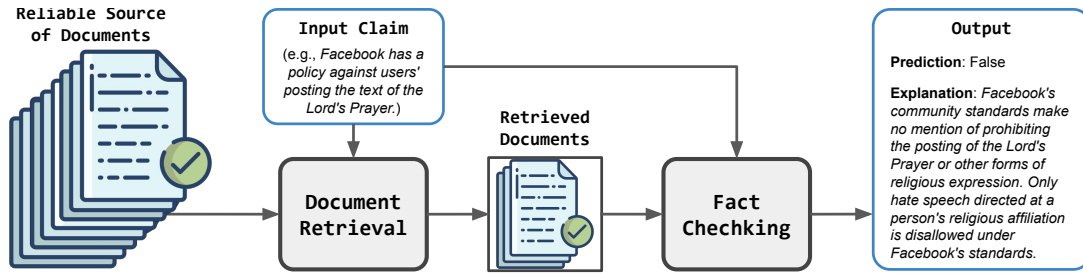 Reliable Source
of Documents
Input Claim
(e.g., Facebook has a
policy against users'
posting the text of the
Lord's Prayer.)
Document
Retrieval
Retrieved
Documents
Fact
Chechking
Output
Prediction: False
Explanation: Facebook's
community standards make
no mention of prohibiting
the posting of the Lord's
Prayer or other forms of
religious expression. Only
hate speech directed at a
person's religious affiliation
is disallowed under
Facebook's standards.